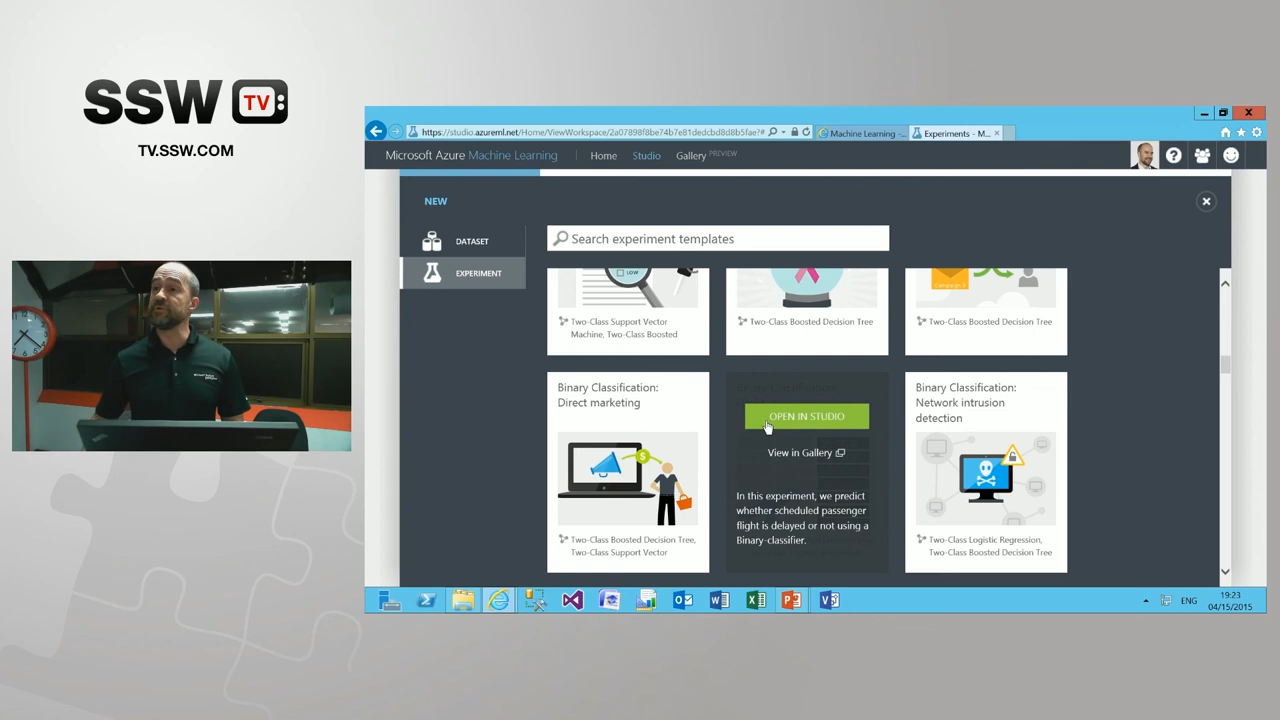 SSW TV
TV.SSW.COM
https://studio.azureml.net/Home/ViewWorkspace/2a07898f8be74b7e81dedcbd8d8b5fae?#
Machine Learning -...
Experiments - M...
Microsoft Azure Machine Learning
Home
Studio
Gallery PREVIEW
NEW
DATASET
EXPERIMENT
Search experiment templates
LOW
Two-Class Support Vector
Machine, Two-Class Boosted
Two-Class Boosted Decision Tree
Two-Class Boosted Decision Tree
Binary Classification:
Direct marketing
Two-Class Boosted Decision Tree,
Two-Class Support Vector
OPEN IN STUDIO
View in Gallery
In this experiment, we predict
whether scheduled passenger
flight is delayed or not using a
Binary-classifier.
Binary Classification:
Network intrusion
detection
Two-Class Logistic Regression,
Two-Class Boosted Decision Tree
ENG
19:23
04/15/2015